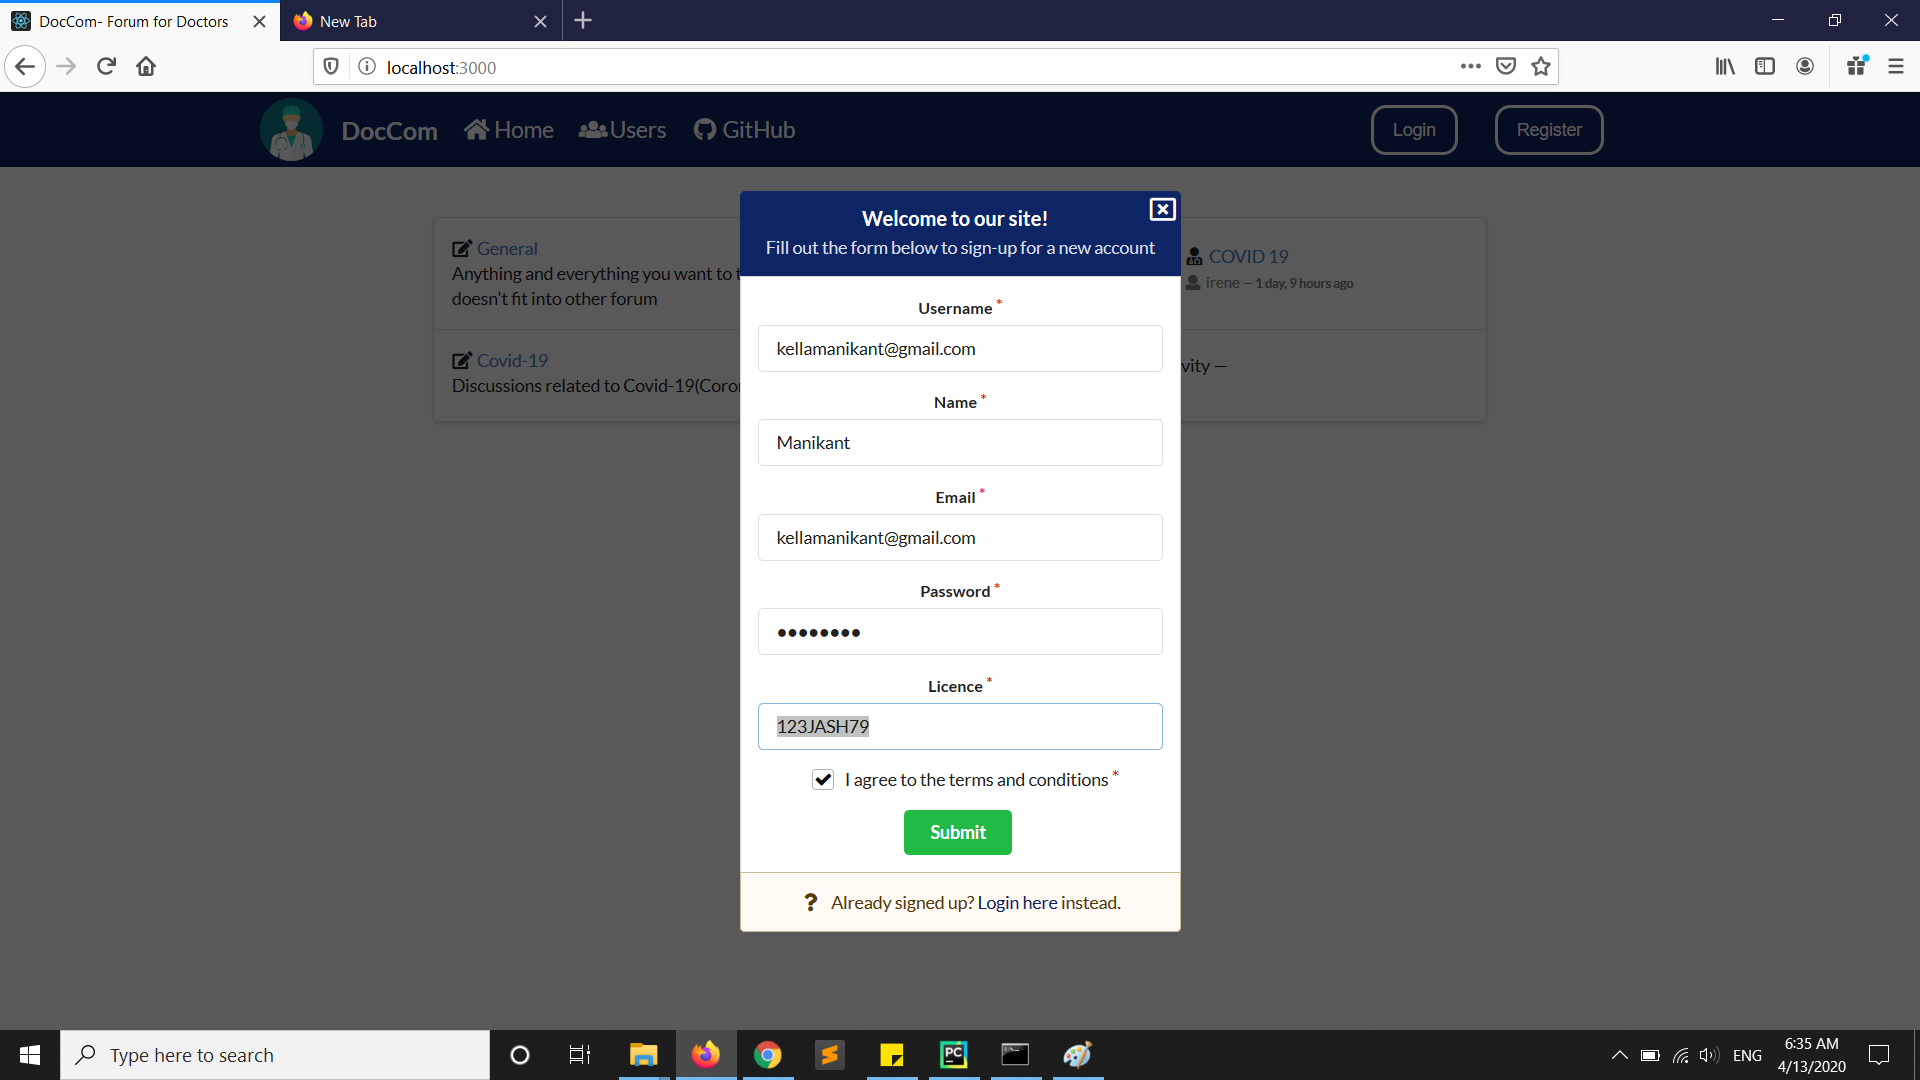 DocCom- Forum for Doctors
New Tab
localhost:3000
DocCom Home Users GitHub Login Register
Welcome to our site!
Fill out the form below to sign-up for a new account
General
Anything and everything you want to t
doesn't fit into other forum
COVID 19
irene – 1 day, 9 hours ago
Covid-19
Discussions related to Covid-19(Coror
vity —
Username *
kellamanikant@gmail.com
Name *
Manikant
Email *
kellamanikant@gmail.com
Password *
••••••••
Licence *
123JASH79
I agree to the terms and conditions *
Submit
? Already signed up? Login here instead.
Type here to search
PC
ENG
6:35 AM
4/13/2020